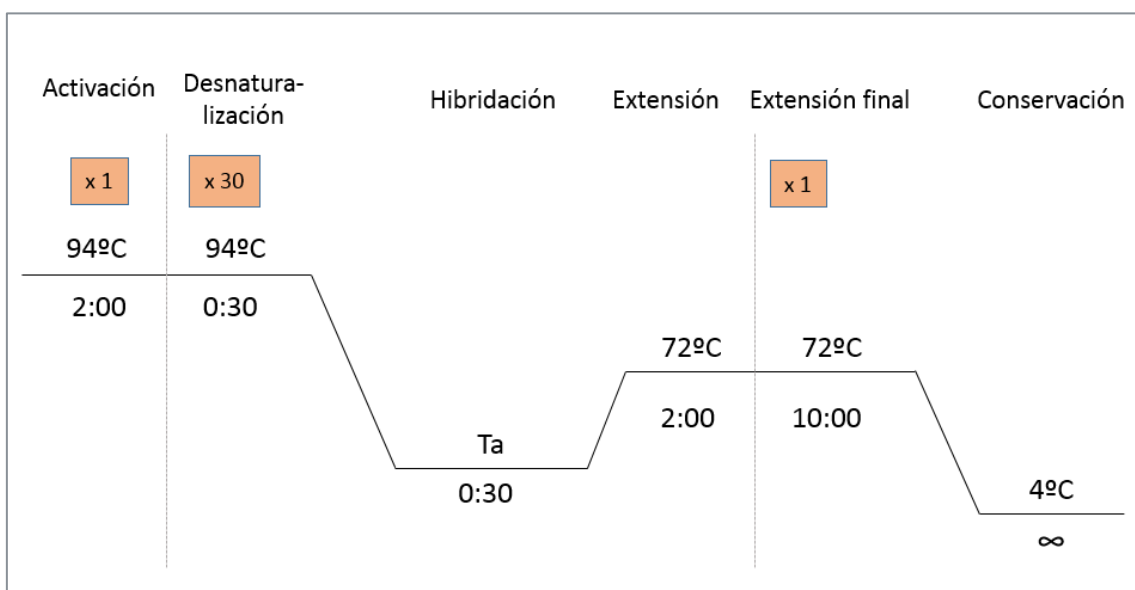 Activación
Desnatura-
lización
Hibridación
Extensión
Extensión final
Conservación
x 1
x 30
x 1
94ºC
94ºC
2:00
0:30
72ºC
72ºC
2:00
10:00
Ta
0:30
4ºC
∞